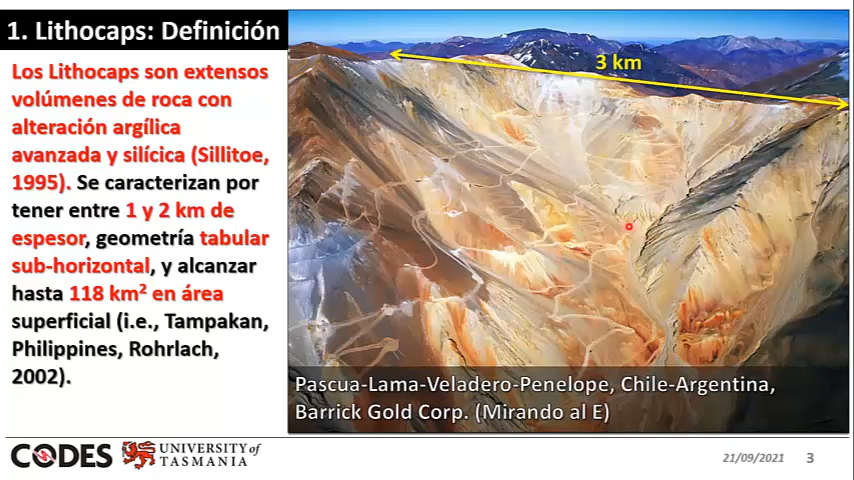 1. Lithocaps: Definición
Los Lithocaps son extensos
volúmenes de roca con
alteración argílica
avanzada y silícica (Sillitoe,
1995). Se caracterizan por
tener entre 1 y 2 km de
espesor, geometría tabular
sub-horizontal, y alcanzar
hasta 118 km² en área
superficial (i.e., Tampakan,
Philippines, Rohrlach,
2002).
3 km
Pascua-Lama-Veladero-Penelope, Chile-Argentina,
Barrick Gold Corp. (Mirando al E)
CODES
UNIVERSITY of
TASMANIA
21/09/2021
3